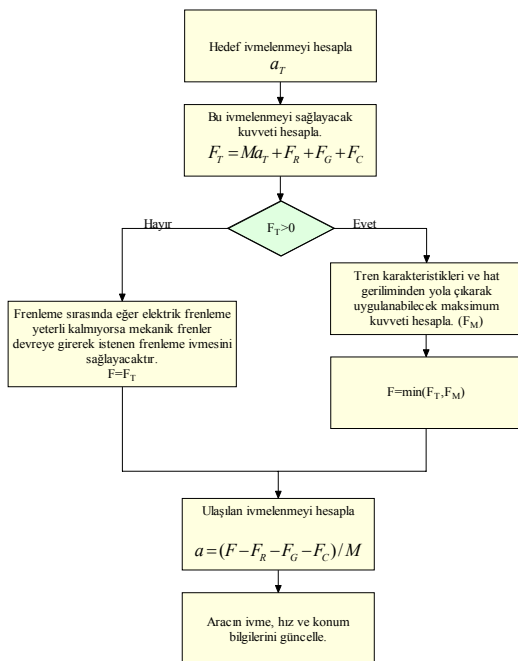 Hedef ivmelenmeyi hesapla
a_T
Bu ivmelenmeyi sağlayacak
kuvveti hesapla.
F_T = Ma_T + F_R + F_G + F_C
Hayır
F_T>0
Evet
Frenleme sırasında eğer elektrik frenleme
yeterli kalmıyorsa mekanik frenler
devreye girerek istenen frenleme ivmesini
sağlayacaktır.
F=F_T
Tren karakteristikleri ve hat
geriliminden yola çıkarak
uygulanabilecek maksimum
kuvveti hesapla. (F_M)
F=min(F_T,F_M)
Ulaşılan ivmelenmeyi hesapla
a = (F − F_R − F_G − F_C) / M
Aracın ivme, hız ve konum
bilgilerini güncelle.